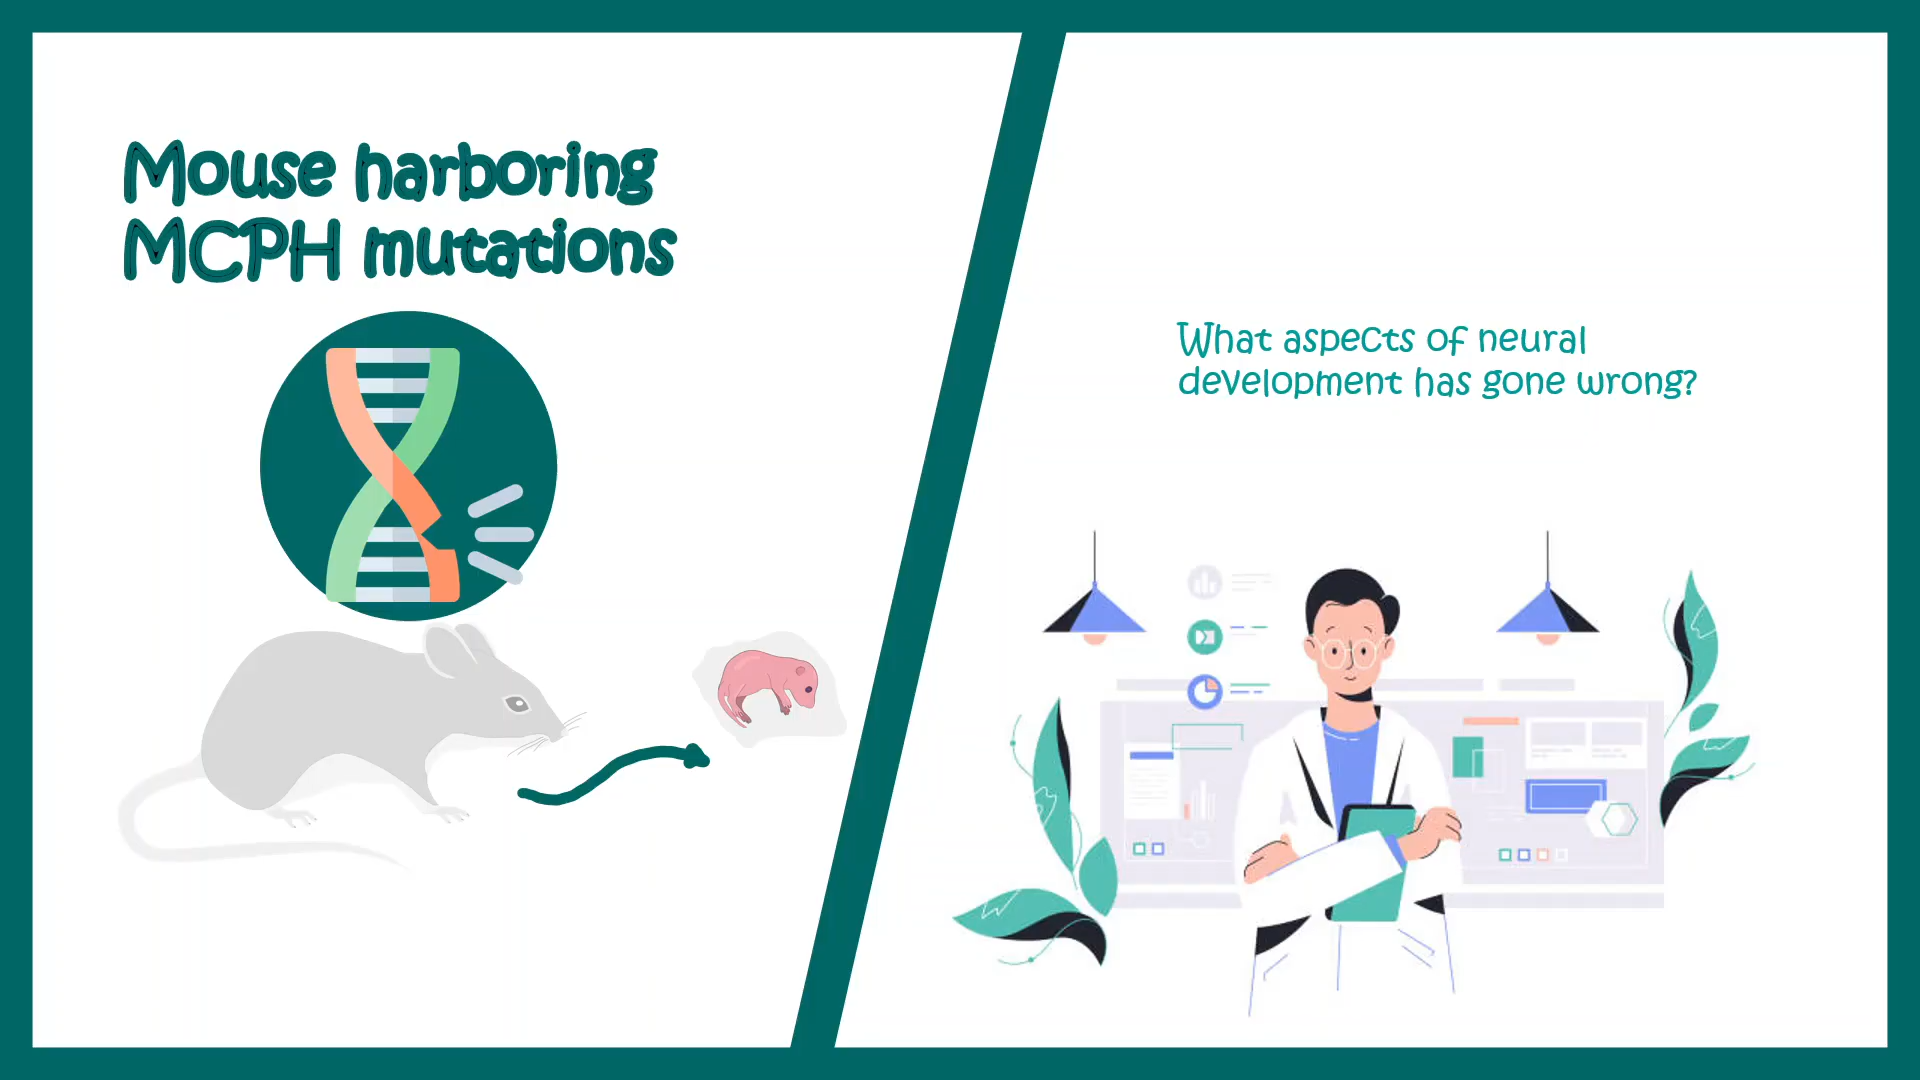 Mouse harboring
MCPH mutations
What aspects of neural
development has gone wrong?